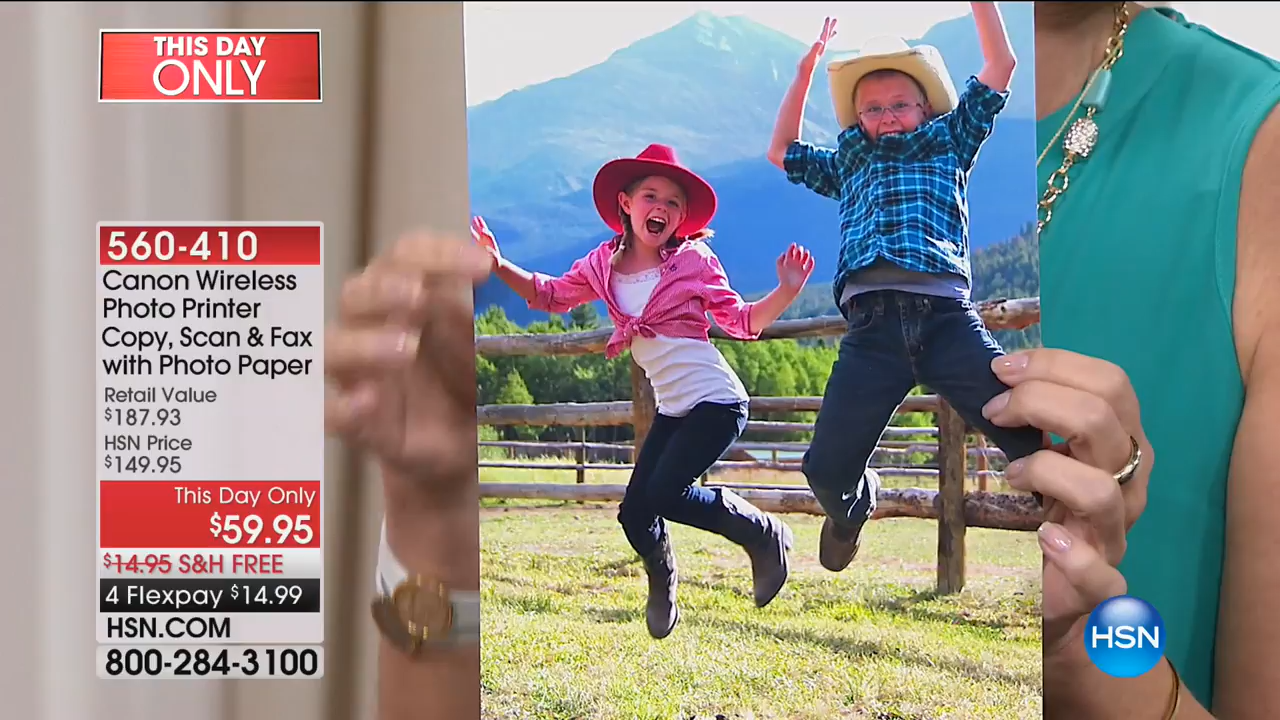 THIS DAY
ONLY
560-410
Canon Wireless
Photo Printer
Copy, Scan & Fax
with Photo Paper
Retail Value
$187.93
HSN Price
$149.95
This Day Only
$59.95
$14.95 S&H FREE
4 Flexpay $14.99
HSN.COM
800-284-3100
HSN